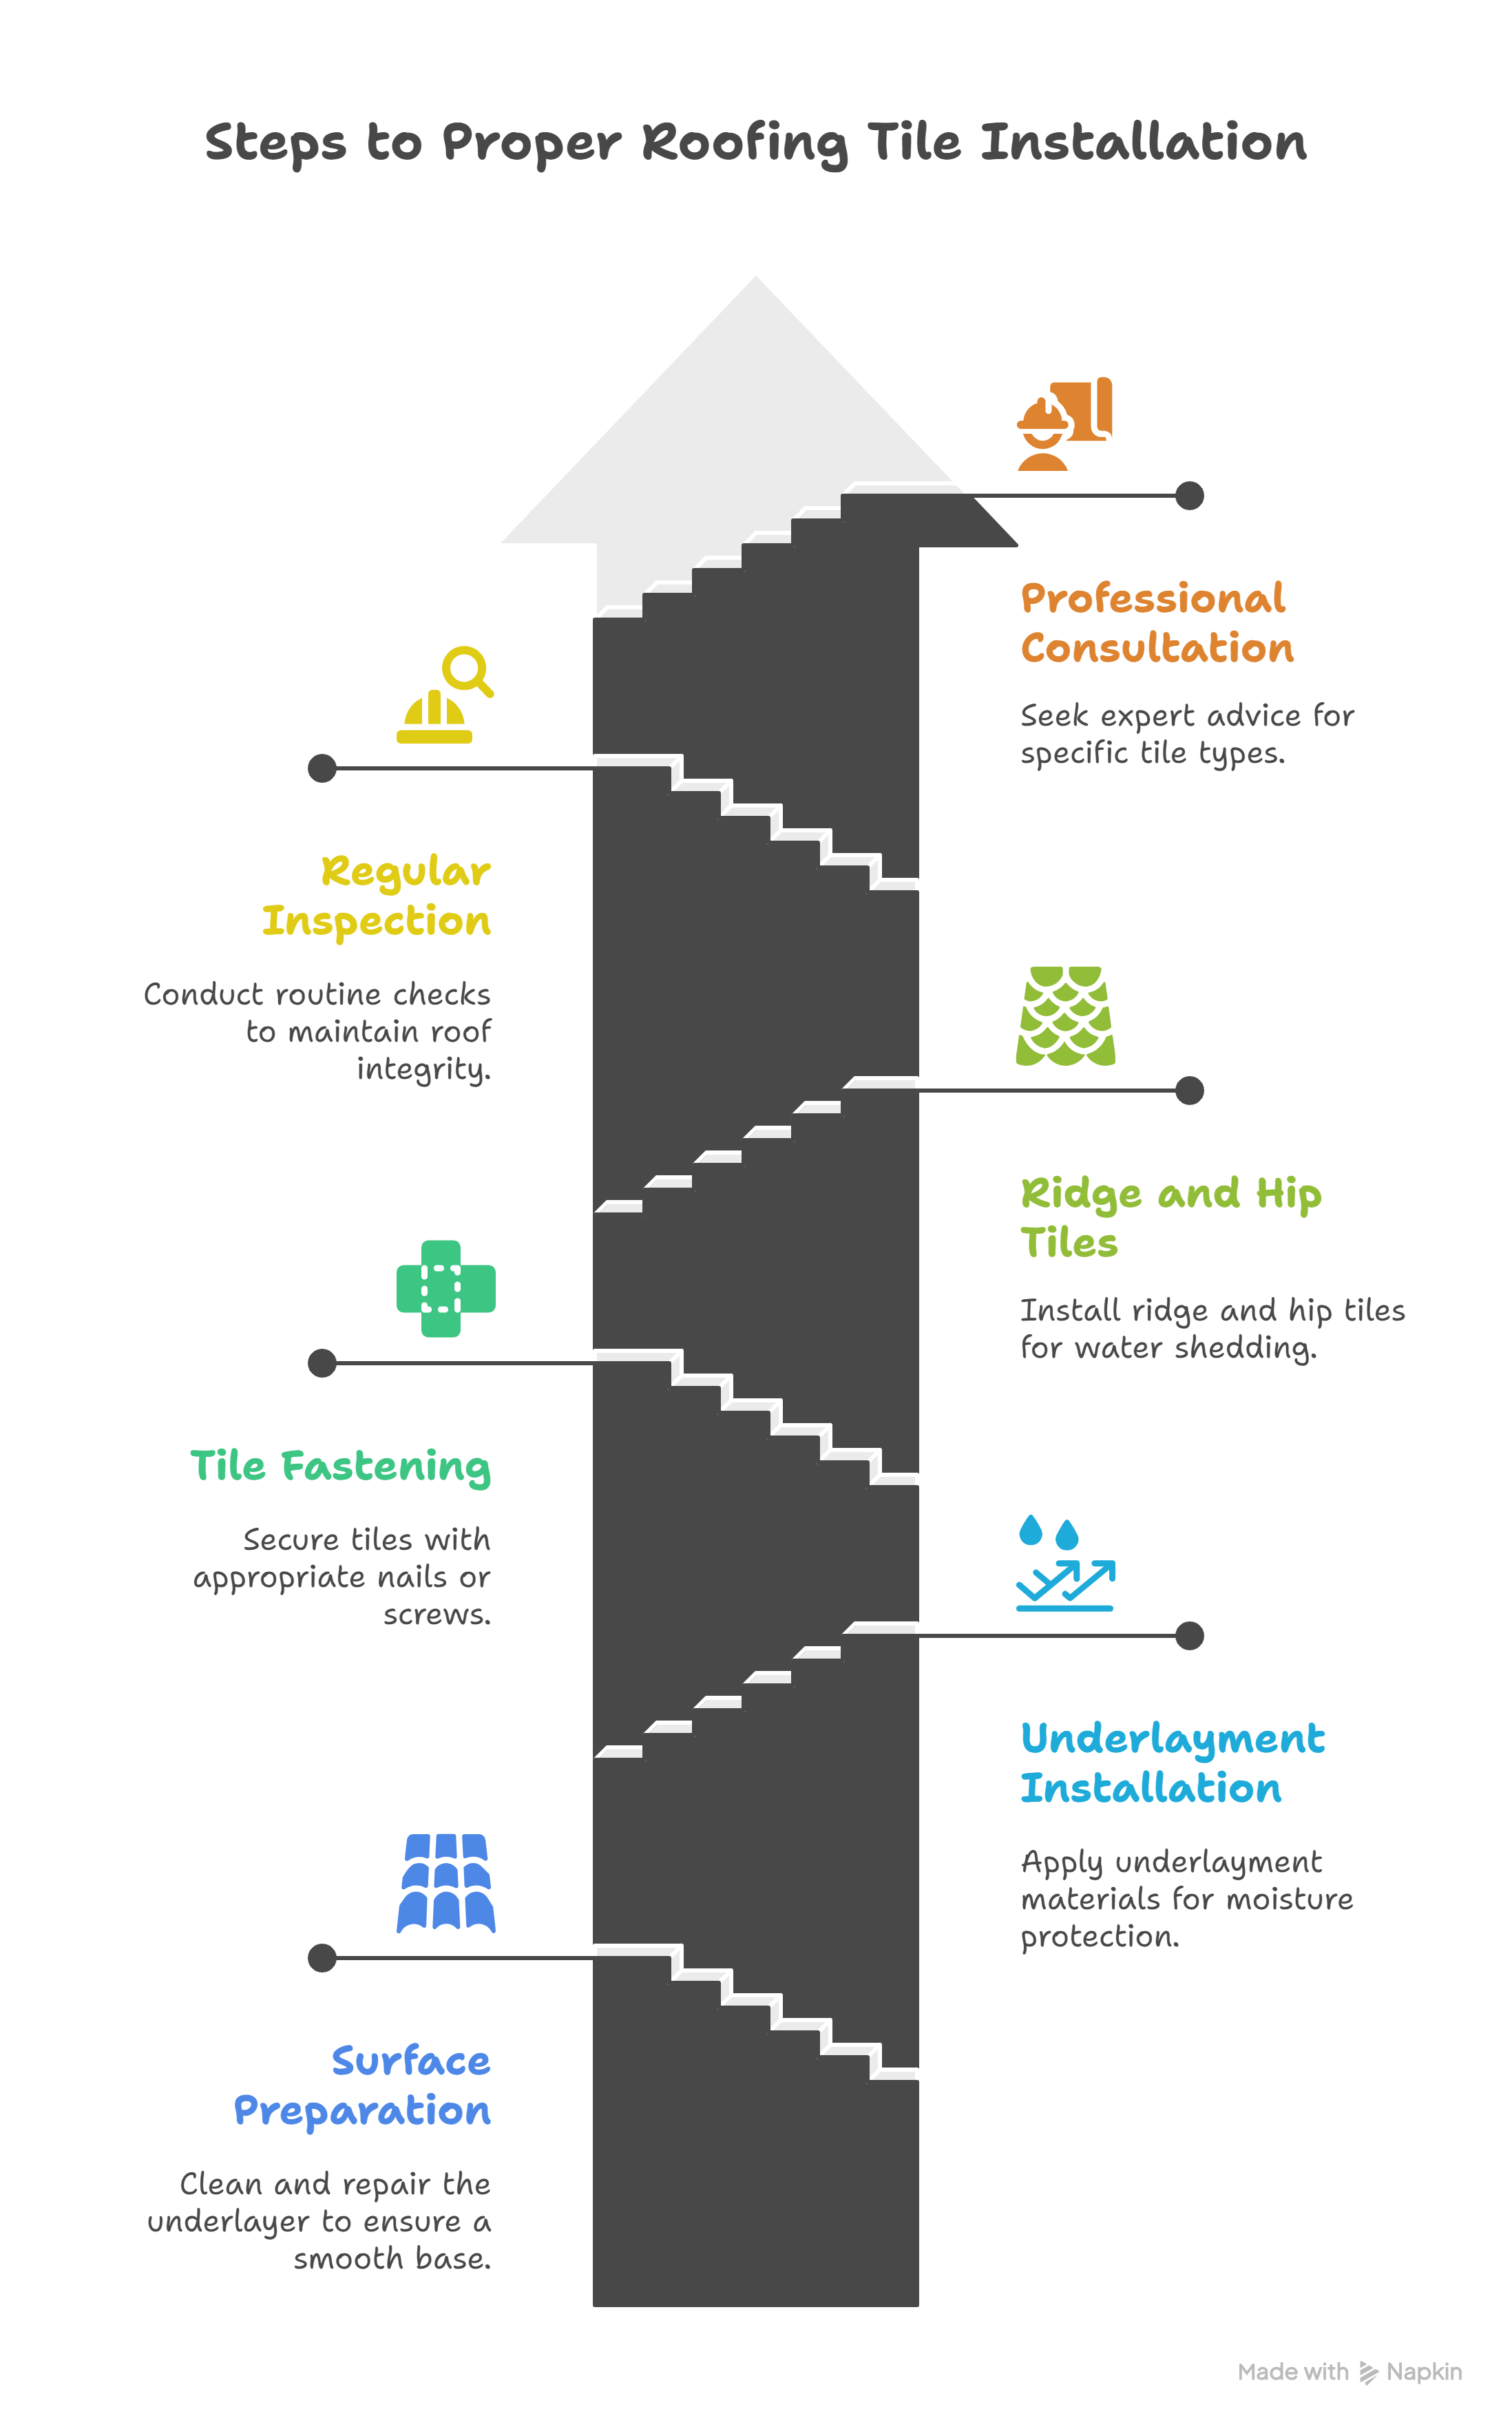 Steps to Proper Roofing Tile Installation
Professional
Consultation
Seek expert advice for
specific tile types.
Regular
Inspection
Conduct routine checks
to maintain roof
integrity.
Ridge and Hip
Tiles
Install ridge and hip tiles
for water shedding.
Tile Fastening
Secure tiles with
appropriate nails or
screws.
Underlayment
Installation
Apply underlayment
materials for moisture
protection.
Surface
Preparation
Clean and repair the
underlayer to ensure a
smooth base.
Made with Napkin